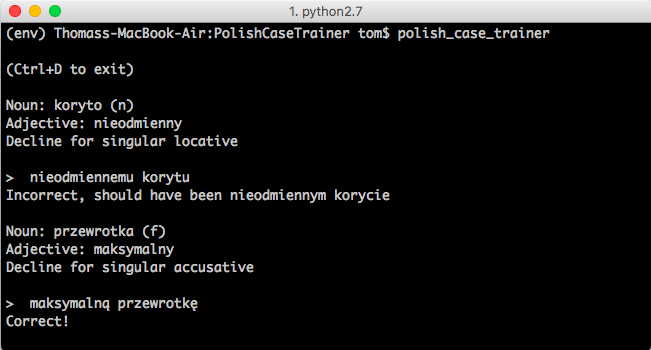 1. python2.7
(env) Thomass-MacBook-Air:PolishCaseTrainer tom$ polish_case_trainer
(Ctrl+D to exit)
Noun: koryto (n)
Adjective: nieodmienny
Decline for singular locative
>  nieodmiennemu korytu
Incorrect, should have been nieodmiennym korycie
Noun: przewrotka (f)
Adjective: maksymalny
Decline for singular accusative
>  maksymalną przewrotkę
Correct!